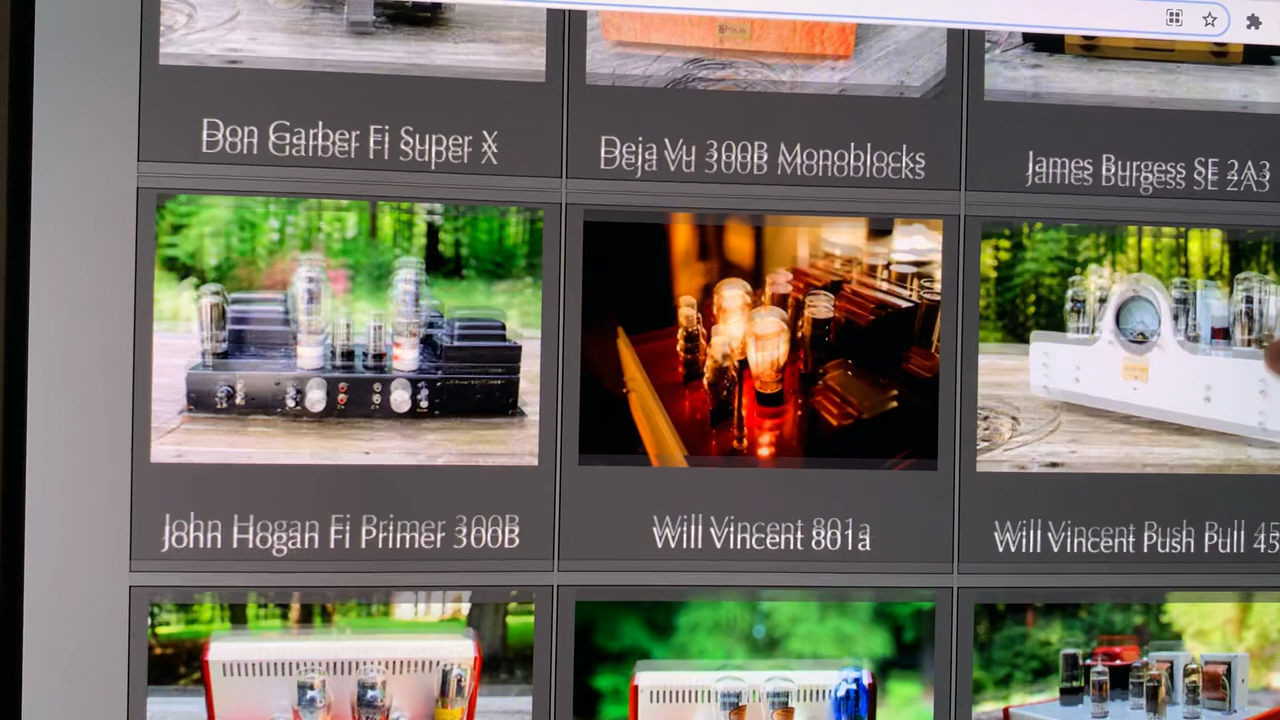 Don Garber Fi Super X
Deja Vu 300B Monoblocks
James Burgess SE 2A3
John Hogan Fi Primer 300B
Will Vincent 801a
Will Vincent Push Pull 45